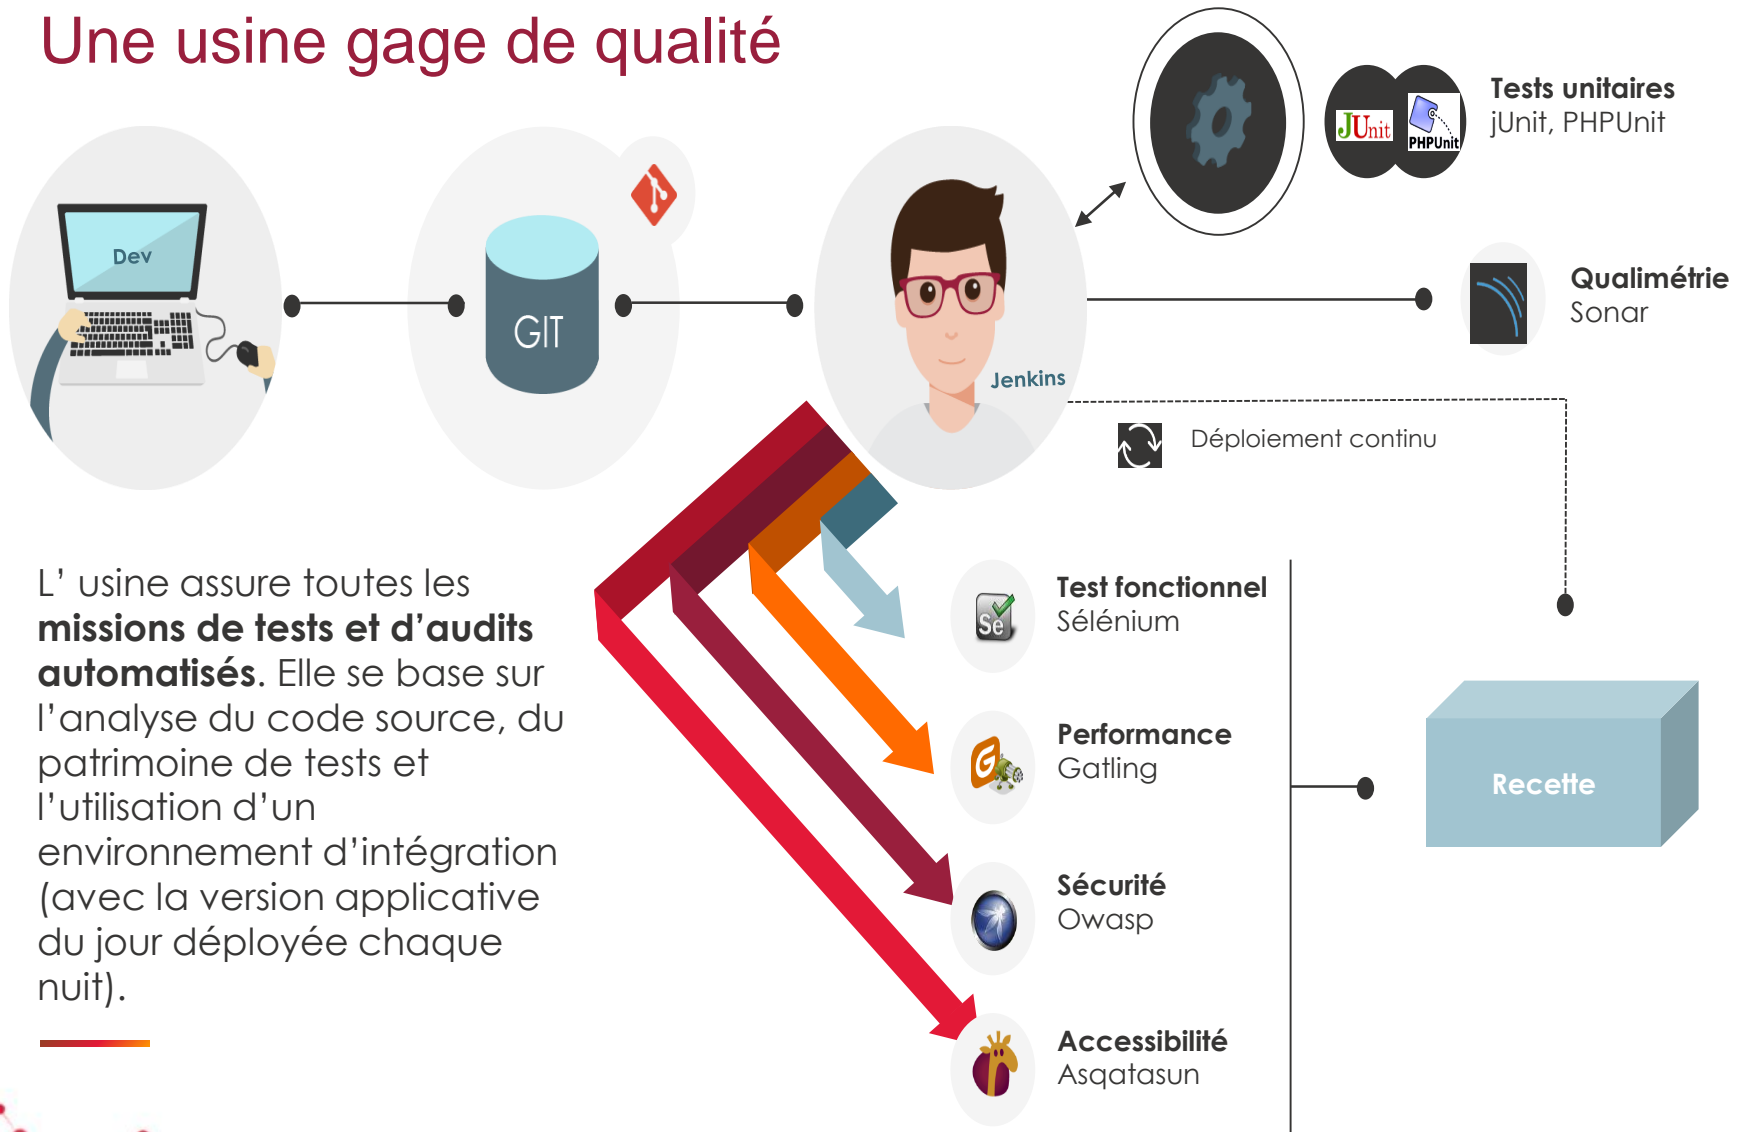 Une usine gage de qualité
Dev
GIT
Jenkins
JUnit
PHPUnit
Tests unitaires
jUnit, PHPUnit
Qualimétrie
Sonar
Déploiement continu
L’ usine assure toutes les
missions de tests et d’audits
automatisés. Elle se base sur
l’analyse du code source, du
patrimoine de tests et
l’utilisation d’un
environnement d’intégration
(avec la version applicative
du jour déployée chaque
nuit).
Se
Test fonctionnel
Sélénium
G
Performance
Gatling
Sécurité
Owasp
Accessibilité
Asqatasun
Recette